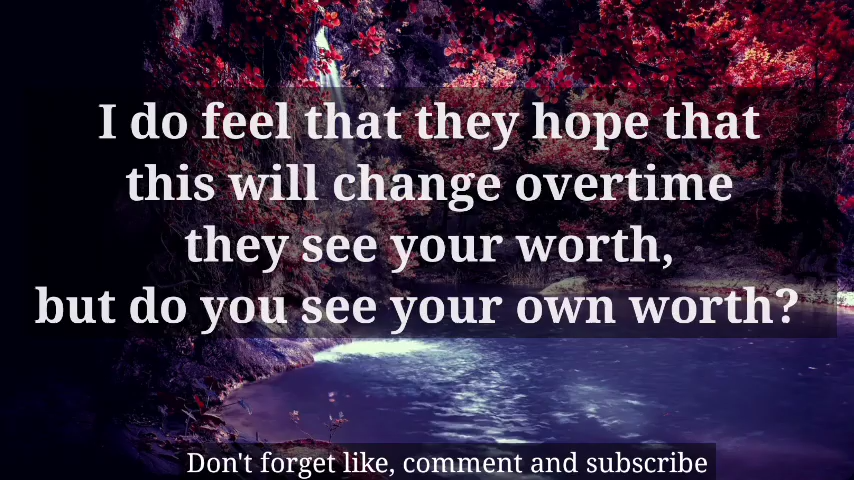 I do feel that they hope that
this will change overtime
they see your worth,
but do you see your own worth?
Don't forget like, comment and subscribe